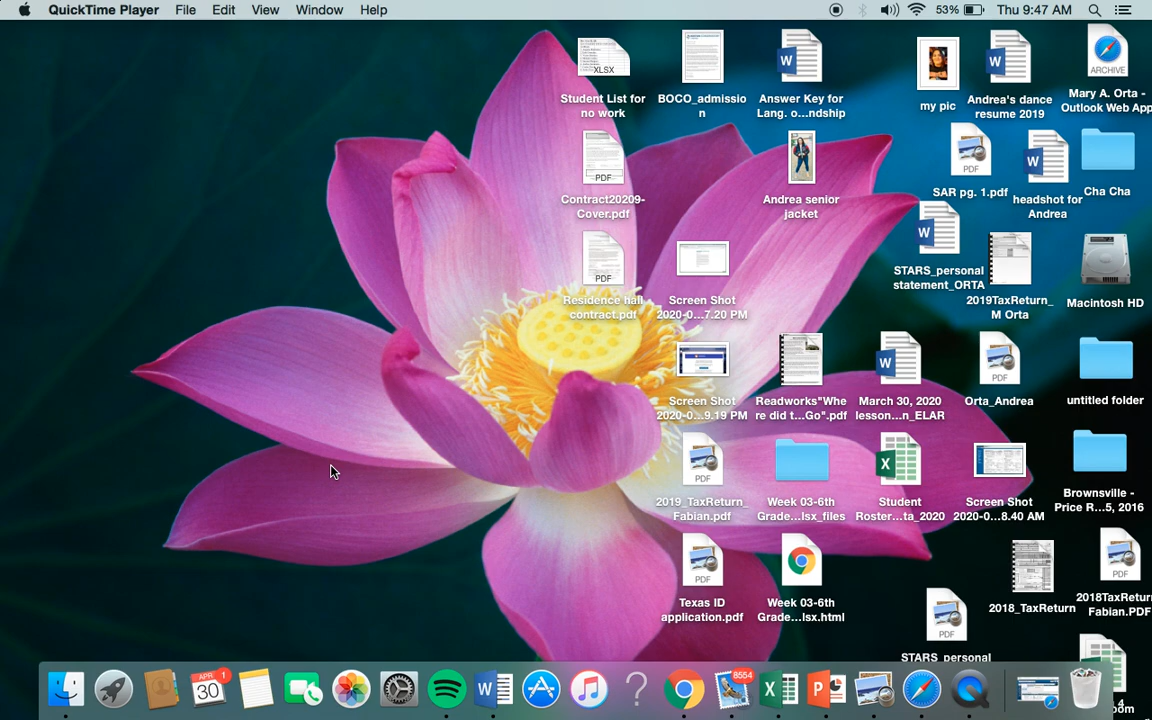 QuickTime Player File Edit View Window Help 53% Thu 9:47 AM
XLSX
Student List for
no work
BOCO_admissio
n
Answer Key for
Lang. o...ndship
my pic
Andrea's dance
resume 2019
ARCHIVE
Mary A. Orta -
Outlook Web App
PDF
Contract20209-
Cover.pdf
Andrea senior
jacket
PDF
SAR pg. 1.pdf
headshot for
Andrea
Cha Cha
PDF
Residence hall
contract.pdf
Screen Shot
2020-0...7.20 PM
STARS_personal
statement_ORTA
2019TaxReturn_
M Orta
Macintosh HD
Screen Shot
2020-0...9.19 PM
Readworks"Whe
re did t...Go".pdf
March 30, 2020
lesson...n_ELAR
PDF
Orta_Andrea
untitled folder
PDF
2019_TaxReturn_
Fabian.pdf
Week 03-6th
Grade...lsx_files
Student
Roster...ta_2020
Screen Shot
2020-0...8.40 AM
Brownsville -
Price R...5, 2016
PDF
Texas ID
application.pdf
Week 03-6th
Grade...lsx.html
2018_TaxReturn
PDF
2018TaxReturn
Fabian.PDF
PDF
STARS_personal
APR
30
1
8554